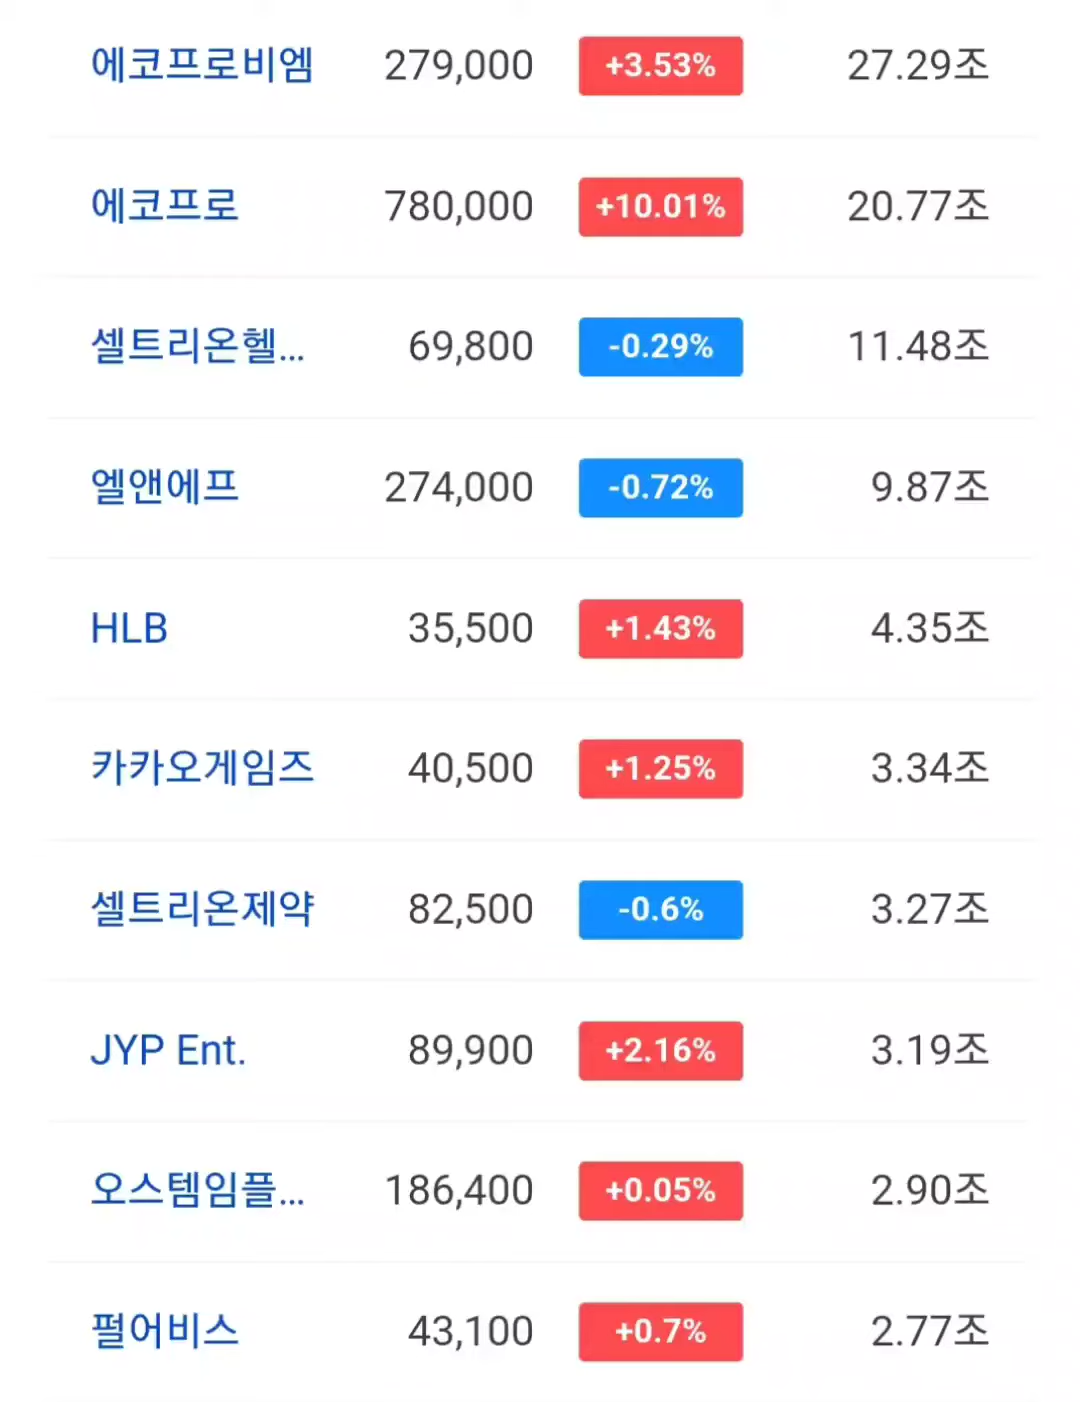 에코프로비엠 279,000 +3.53% 27.29조
에코프로 780,000 +10.01% 20.77조
셀트리온헬... 69,800 -0.29% 11.48조
엘앤에프 274,000 -0.72% 9.87조
HLB 35,500 +1.43% 4.35조
카카오게임즈 40,500 +1.25% 3.34조
셀트리온제약 82,500 -0.6% 3.27조
JYP Ent. 89,900 +2.16% 3.19조
오스템임플... 186,400 +0.05% 2.90조
펄어비스 43,100 +0.7% 2.77조